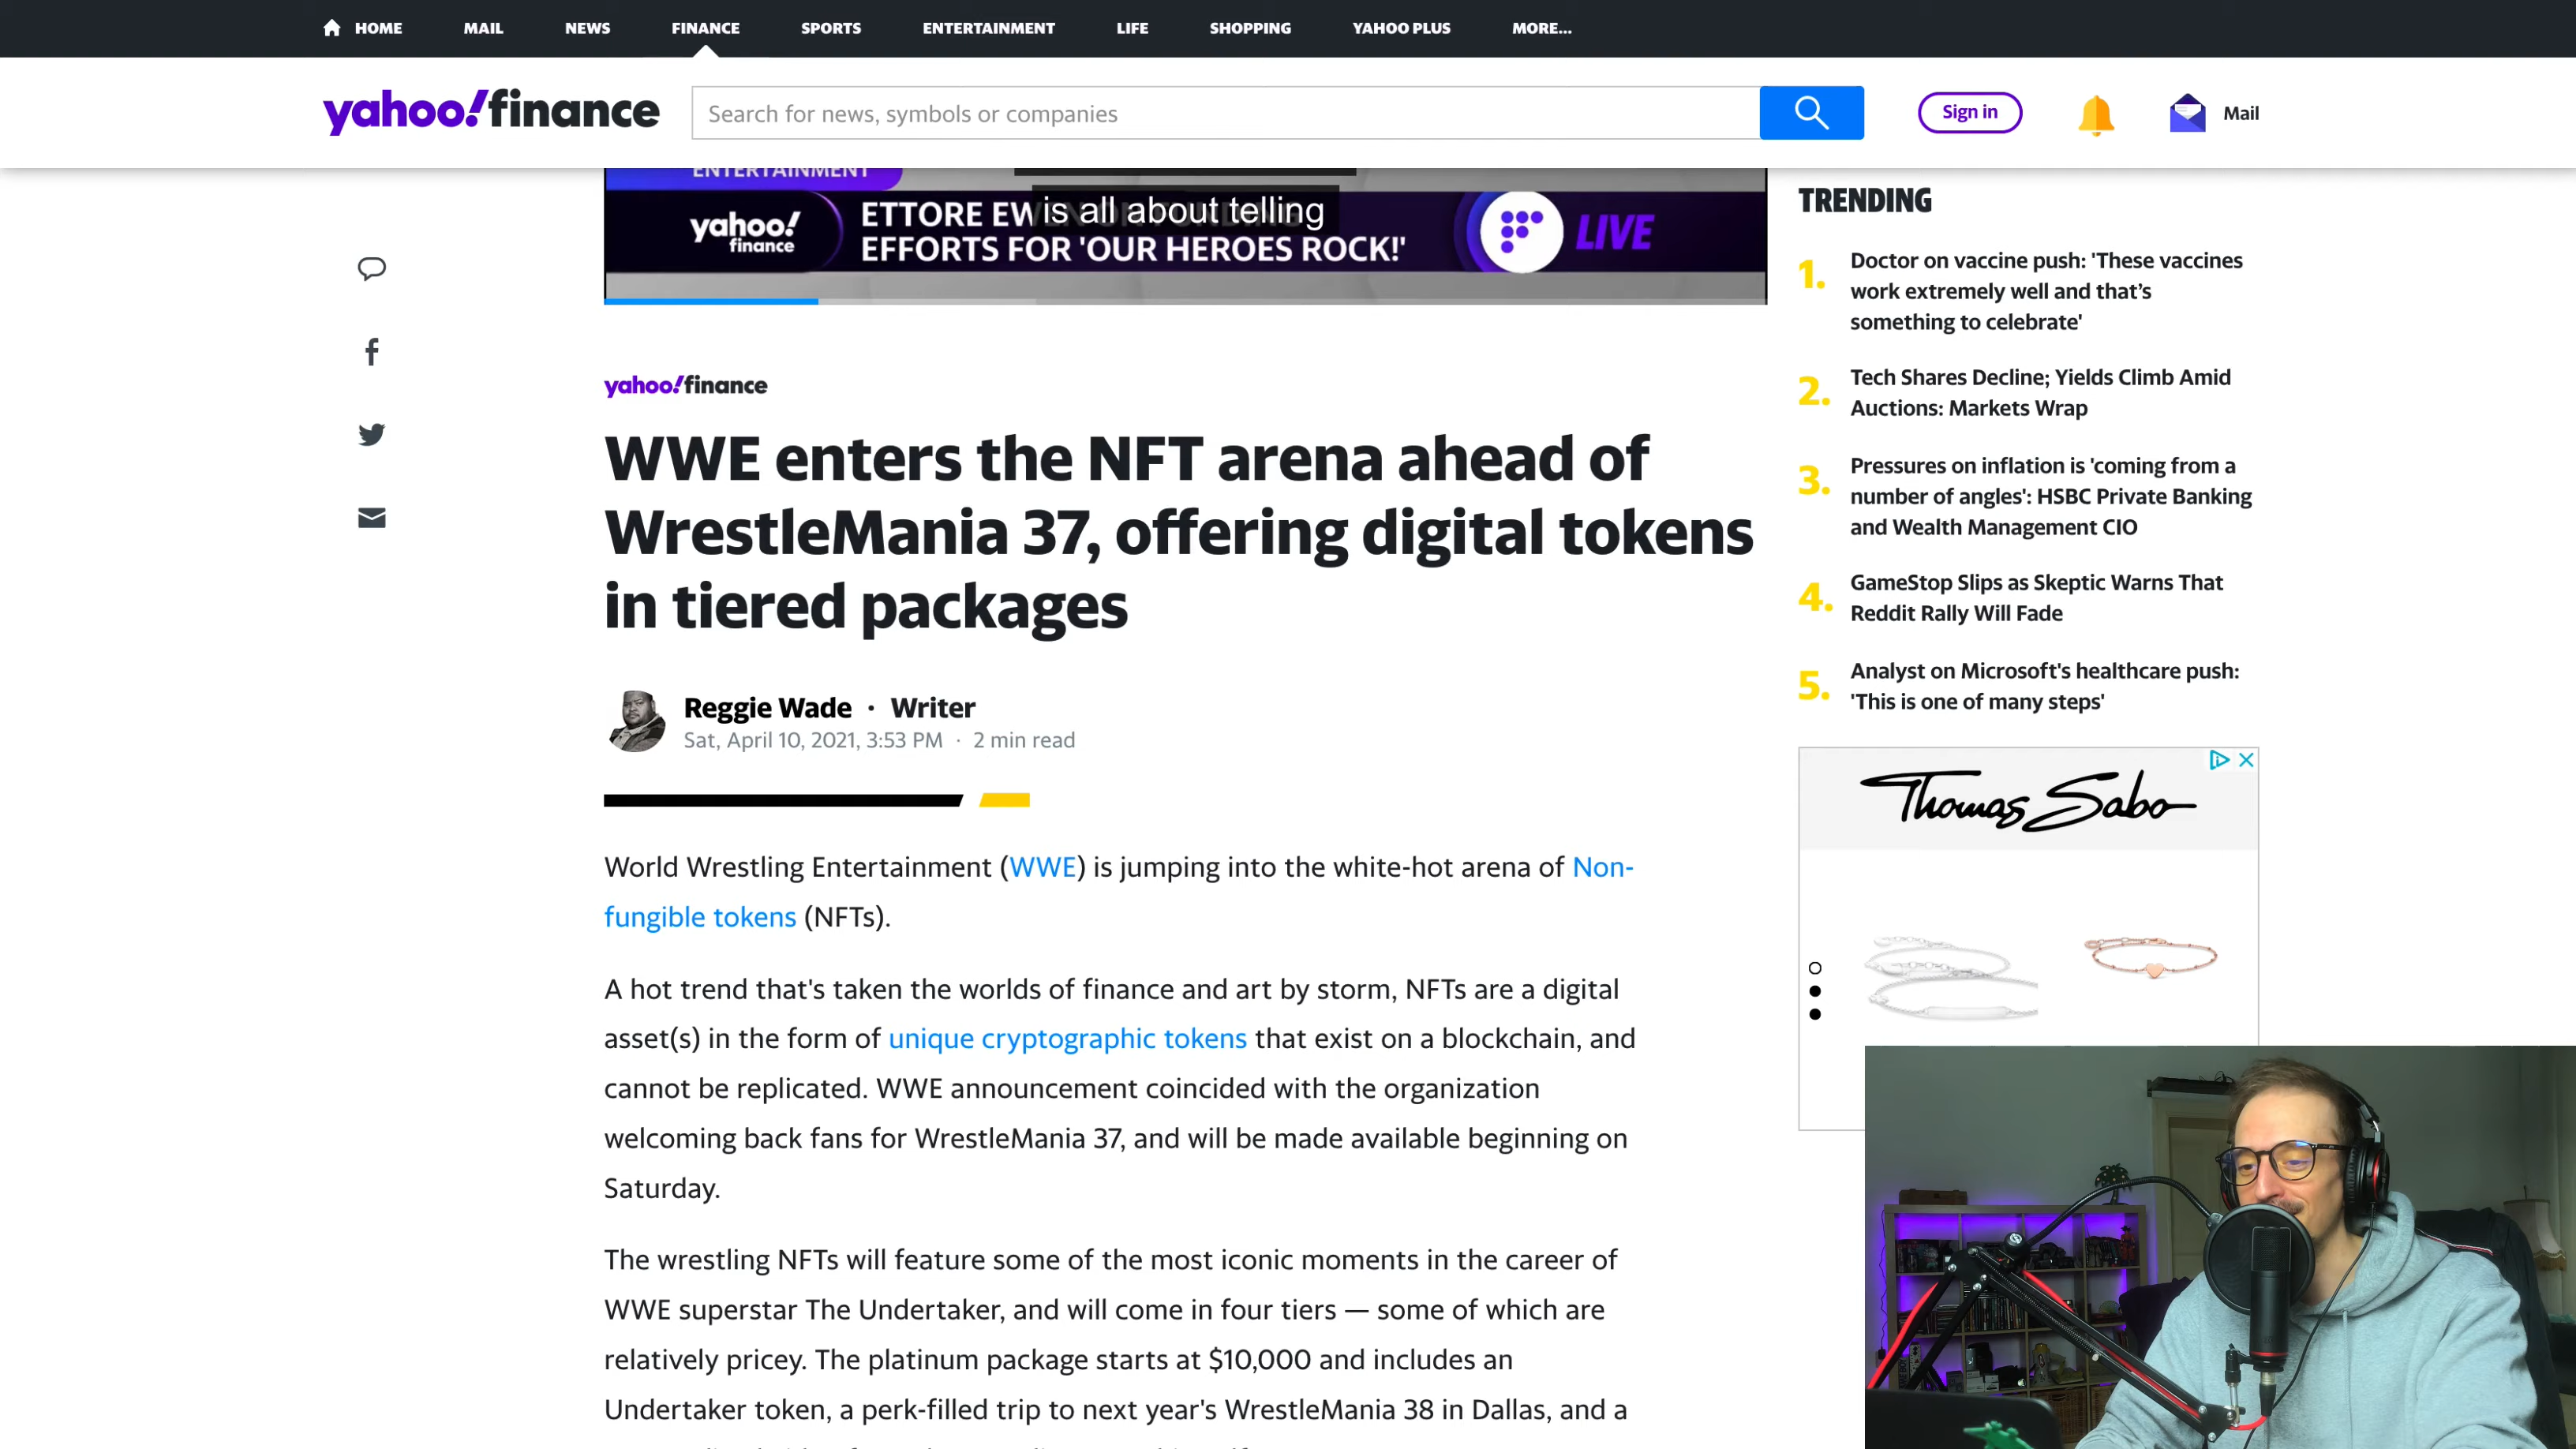 HOME MAIL NEWS FINANCE SPORTS ENTERTAINMENT LIFE SHOPPING YAHOO PLUS MORE...
yahoo!finance Search for news, symbols or companies Sign in Mail
ENTERTAINMENT
yahoo! finance
ETTORE EWEN ON FUNDING
EFFORTS FOR 'OUR HEROES ROCK!'
is all about telling
LIVE
yahoo!finance
WWE enters the NFT arena ahead of
WrestleMania 37, offering digital tokens
in tiered packages
Reggie Wade · Writer
Sat, April 10, 2021, 3:53 PM · 2 min read
World Wrestling Entertainment (WWE) is jumping into the white-hot arena of Non-
fungible tokens (NFTs).
A hot trend that's taken the worlds of finance and art by storm, NFTs are a digital
asset(s) in the form of unique cryptographic tokens that exist on a blockchain, and
cannot be replicated. WWE announcement coincided with the organization
welcoming back fans for WrestleMania 37, and will be made available beginning on
Saturday.
The wrestling NFTs will feature some of the most iconic moments in the career of
WWE superstar The Undertaker, and will come in four tiers — some of which are
relatively pricey. The platinum package starts at $10,000 and includes an
Undertaker token, a perk-filled trip to next year's WrestleMania 38 in Dallas, and a
TRENDING
1. Doctor on vaccine push: 'These vaccines
work extremely well and that's
something to celebrate'
2. Tech Shares Decline; Yields Climb Amid
Auctions: Markets Wrap
3. Pressures on inflation is 'coming from a
number of angles': HSBC Private Banking
and Wealth Management CIO
4. GameStop Slips as Skeptic Warns That
Reddit Rally Will Fade
5. Analyst on Microsoft's healthcare push:
'This is one of many steps'
Thomas Sabo